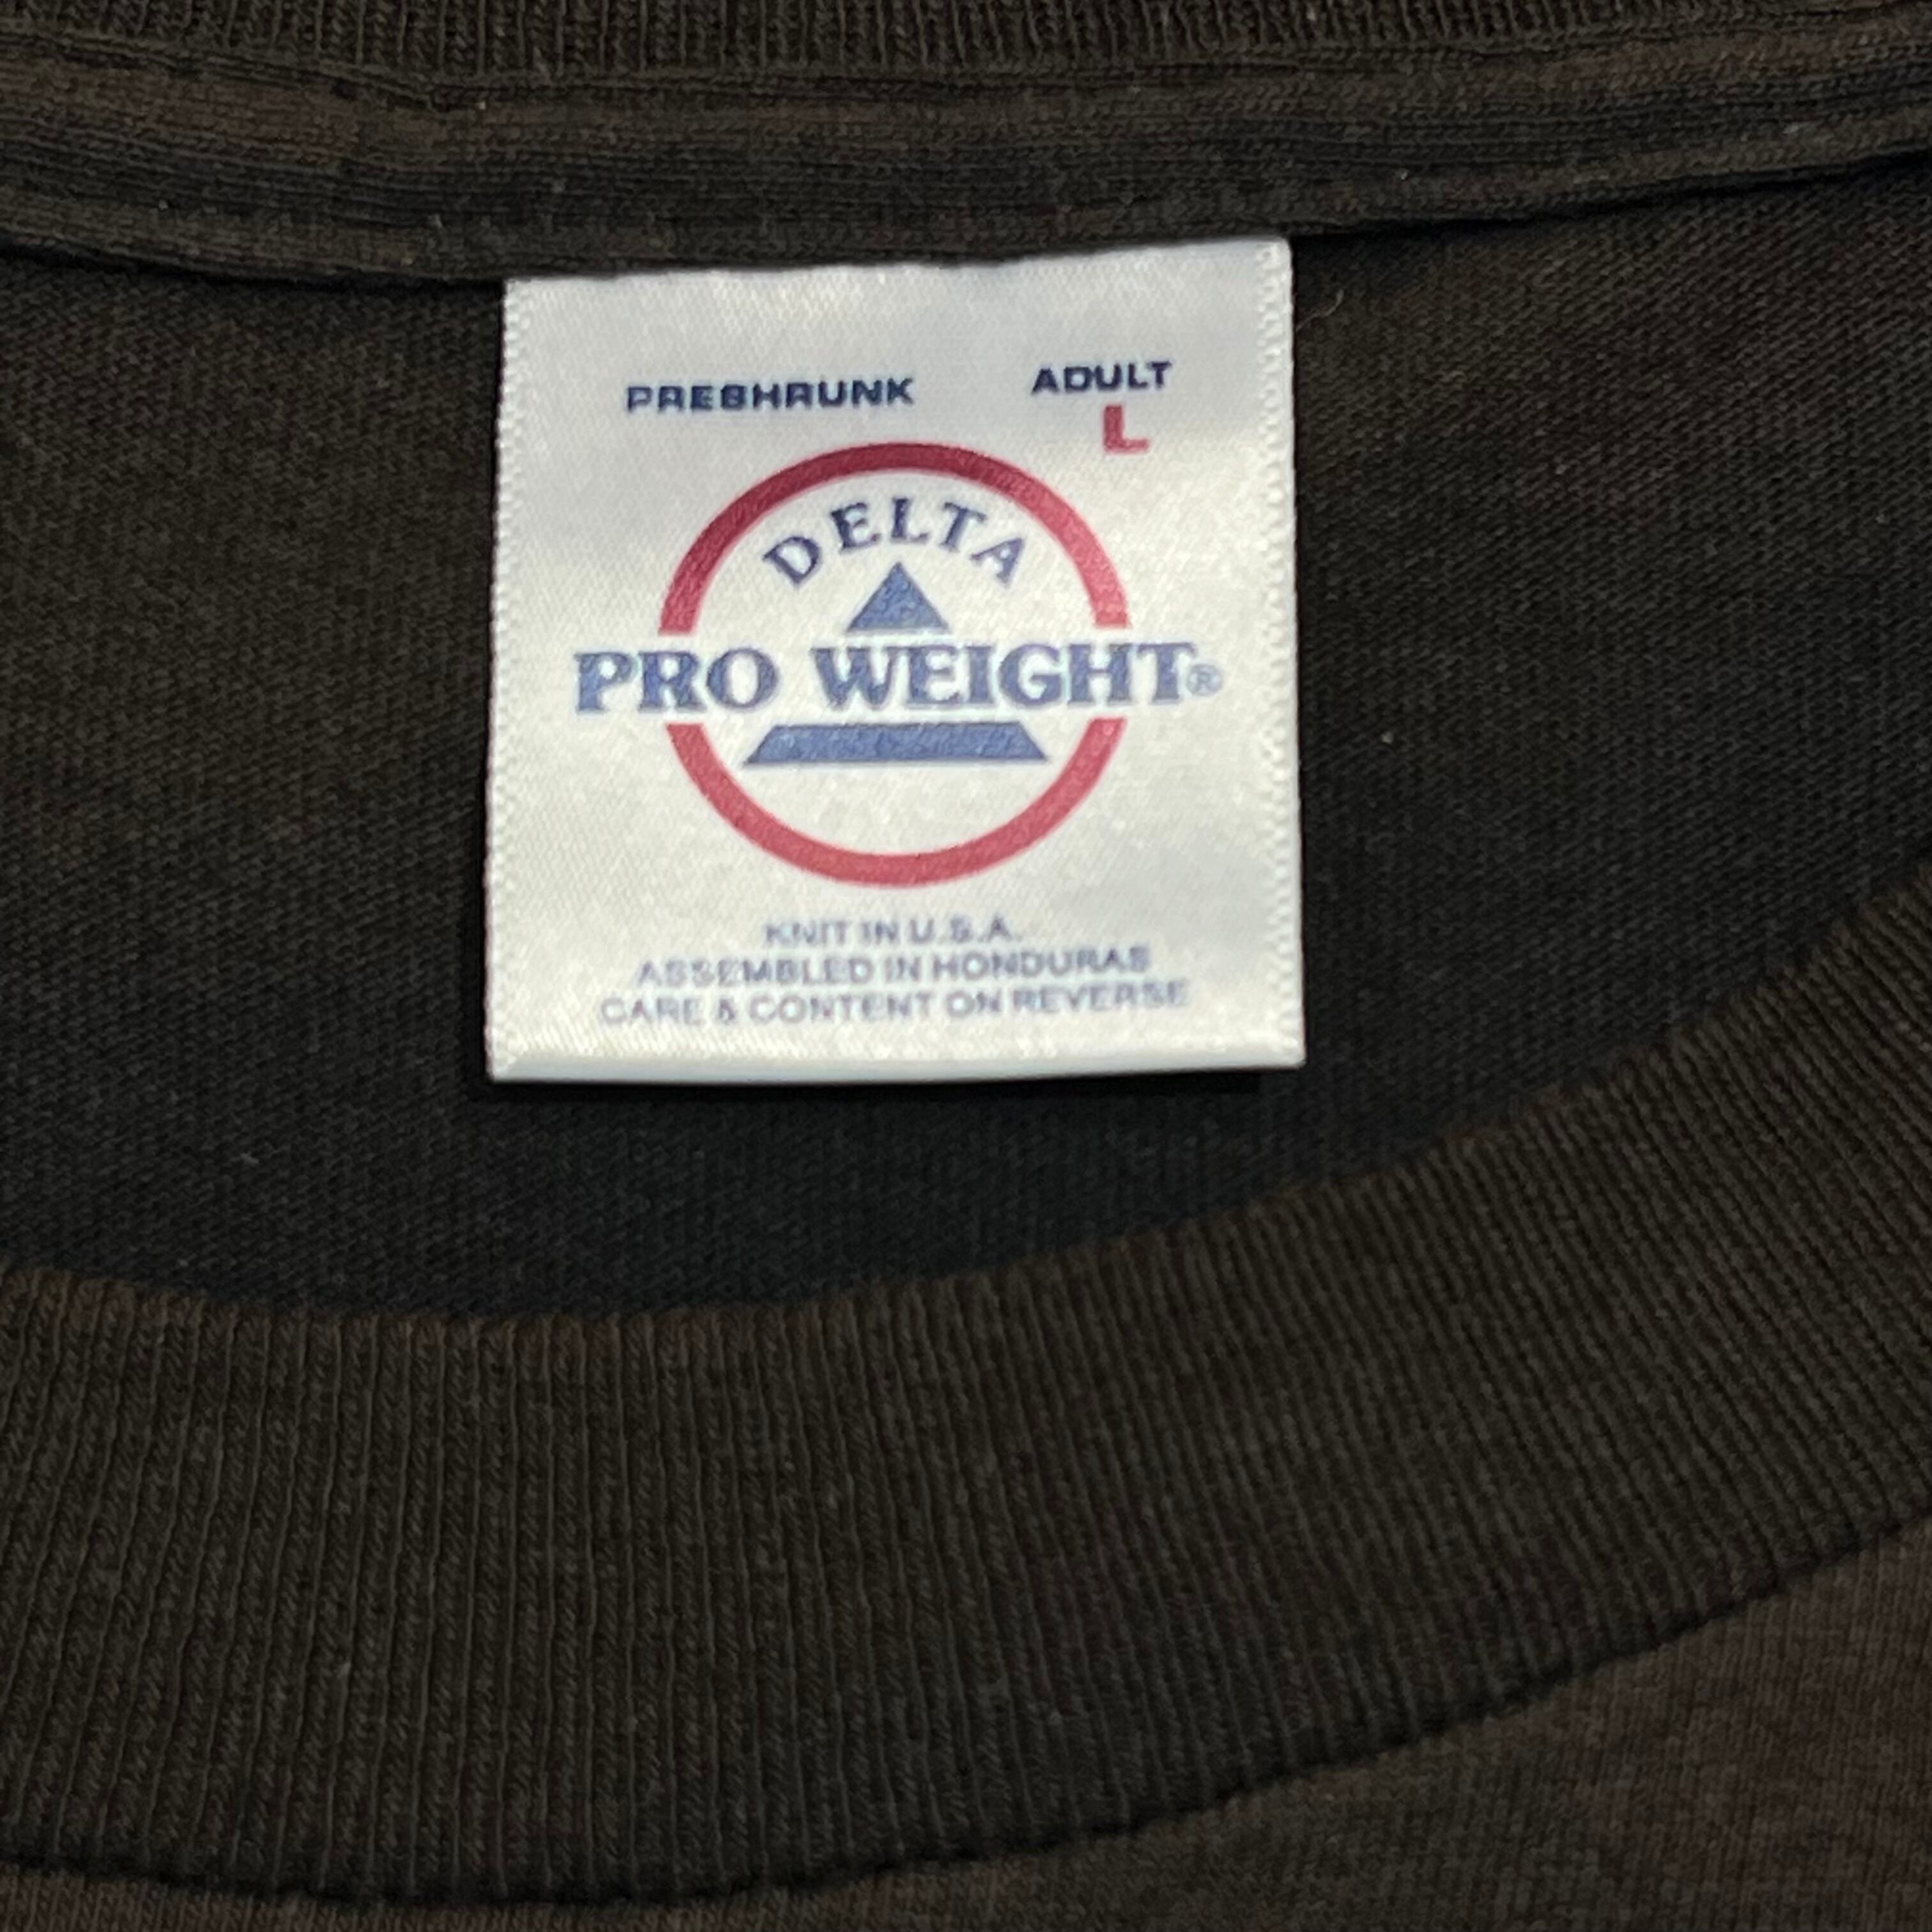 PRESHRUNK ADULT
L
DELTA
PRO WEIGHT®
KNIT IN U.S.A.
ASSEMBLED IN HONDURAS
CARE & CONTENT ON REVERSE